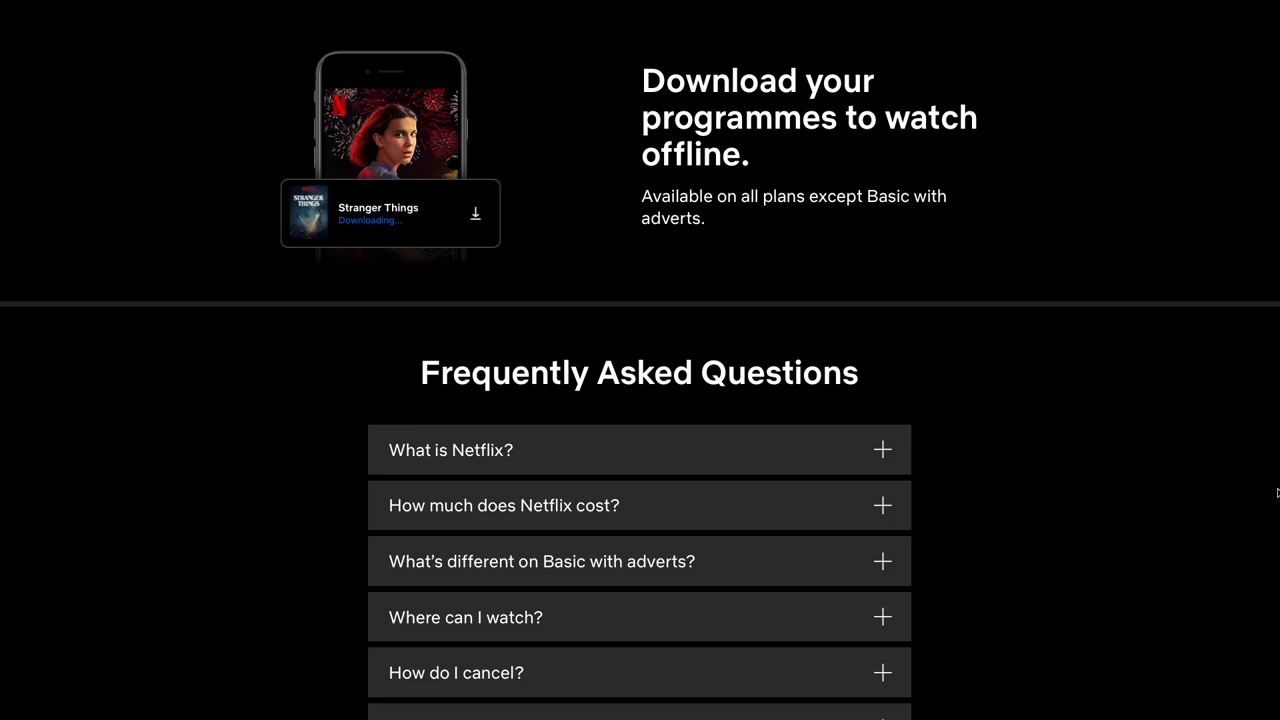 Download your
programmes to watch
offline.
Available on all plans except Basic with
adverts.
N
STRANGER
THINGS
Stranger Things
Downloading...
Frequently Asked Questions
What is Netflix?
How much does Netflix cost?
What's different on Basic with adverts?
Where can I watch?
How do I cancel?